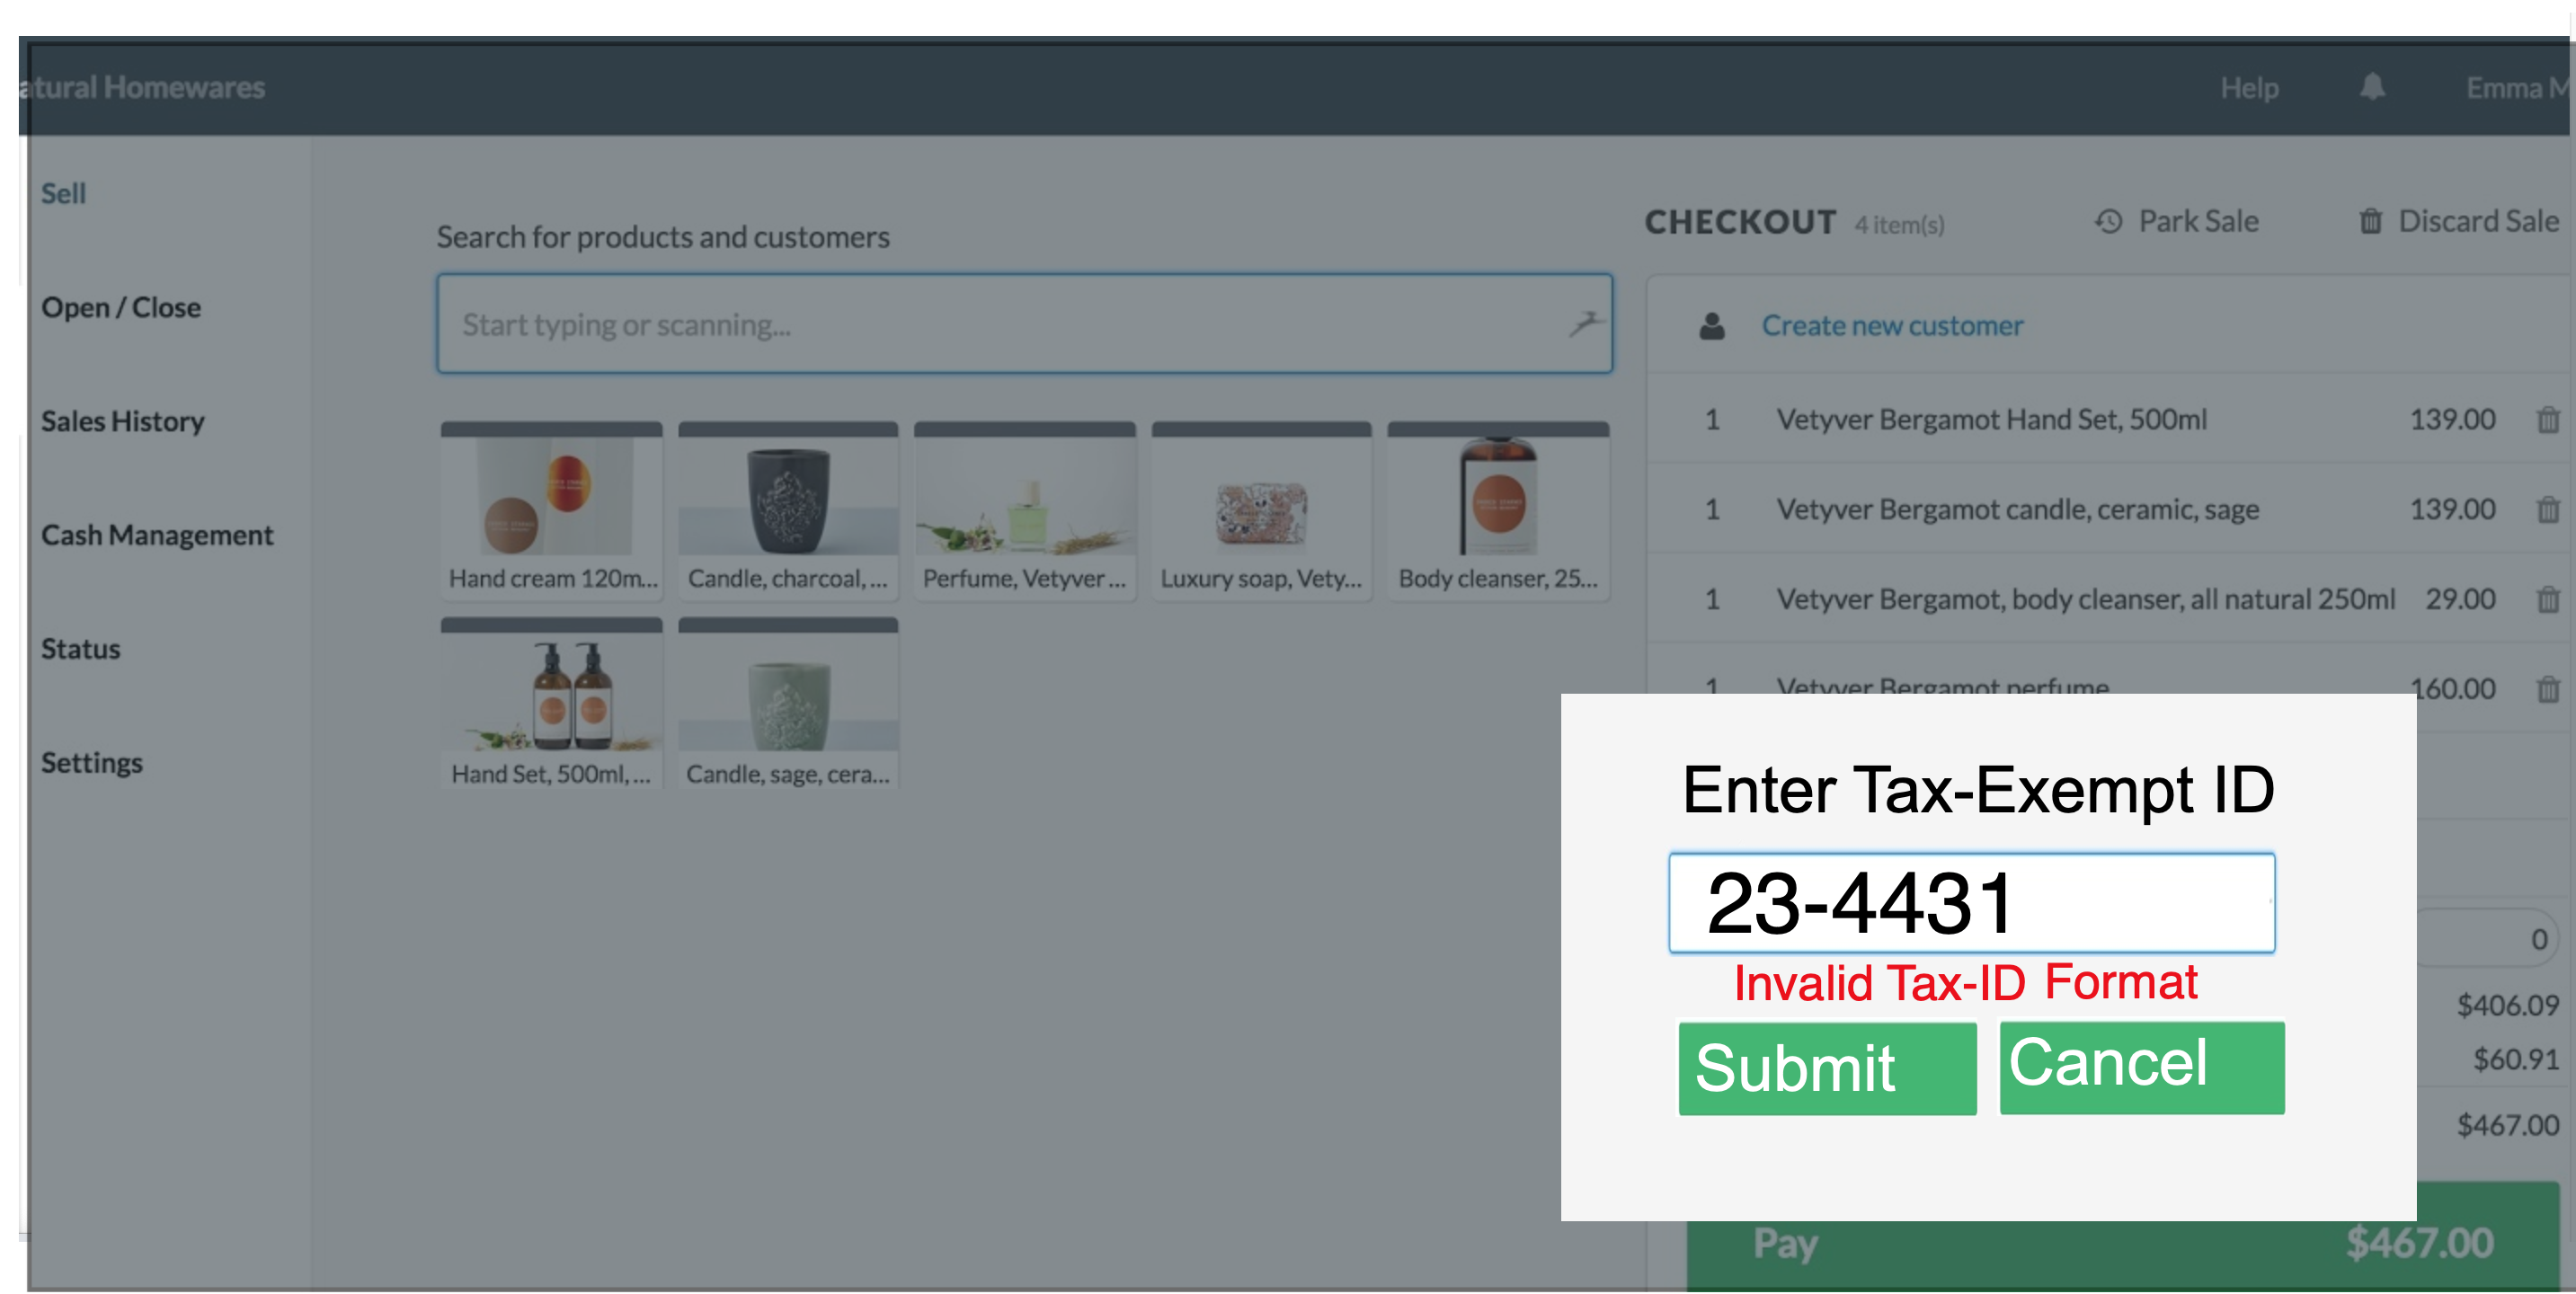 atural Homewares
Help
Emma M
Sell
Open / Close
Sales History
Cash Management
Status
Settings
Search for products and customers
Start typing or scanning...
Hand cream 120m...
Candle, charcoal, ...
Perfume, Vetyver ...
Luxury soap, Vety...
Body cleanser, 25...
Hand Set, 500ml, ...
Candle, sage, cera...
CHECKOUT 4 item(s)
Park Sale
Discard Sale
Create new customer
1 Vetyver Bergamot Hand Set, 500ml 139.00
1 Vetyver Bergamot candle, ceramic, sage 139.00
1 Vetyver Bergamot, body cleanser, all natural 250ml 29.00
1 Vetyver Bergamot perfume 160.00
Enter Tax-Exempt ID
23-4431
Invalid Tax-ID Format
Submit
Cancel
0
$406.09
$60.91
$467.00
Pay $467.00